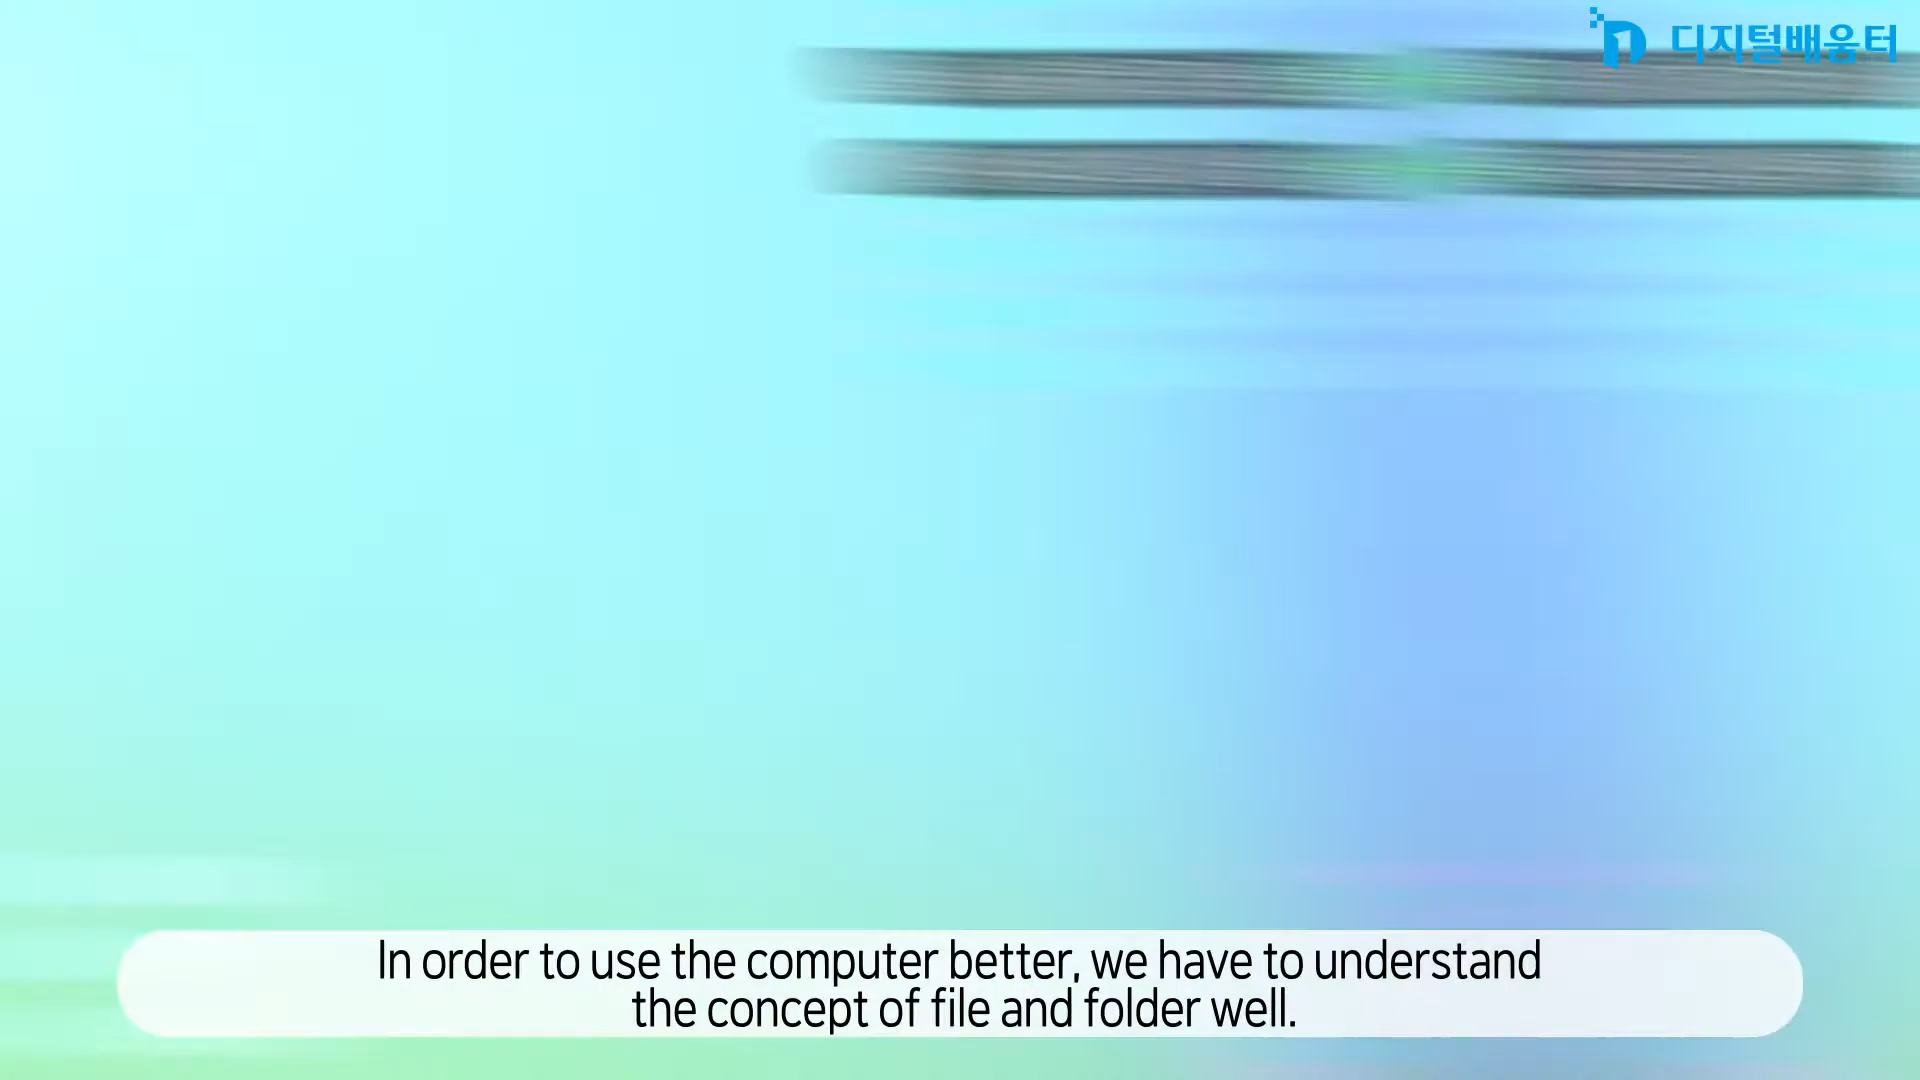 디지털배움터
In order to use the computer better, we have to understand
the concept of file and folder well.